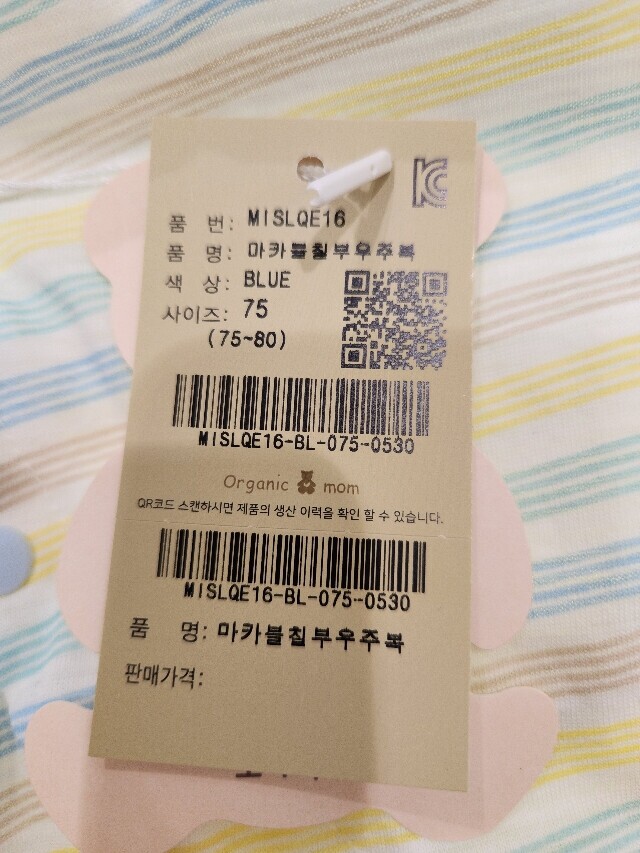 품 번: MISLQE16
품 명: 마카불칠부우주복
색 상: BLUE
사이즈: 75
(75~80)
MISLQE16-BL-075-0530
Organic mom
QR코드 스캔하시면 제품의 생산 이력을 확인 할 수 있습니다.
MISLQE16-BL-075-0530
품 명: 마카불칠부우주복
판매가격: